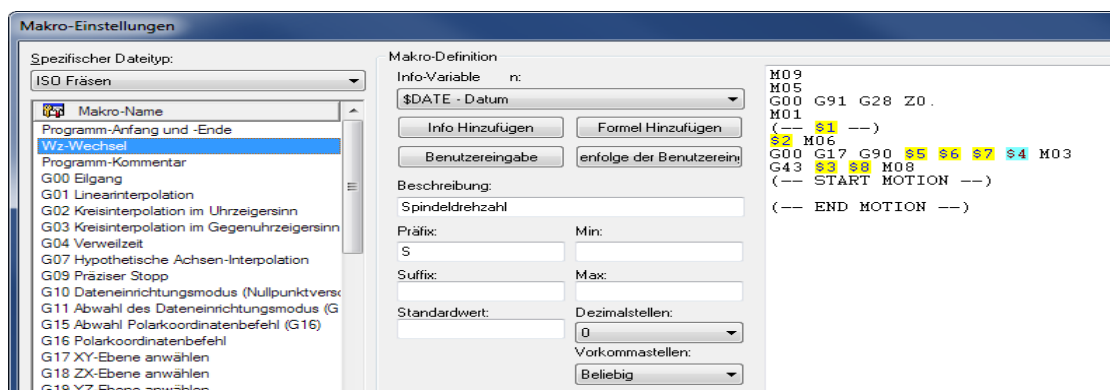 Makro-Einstellungen
Spezifischer Dateityp:
ISO Fräsen
Makro-Name
Programm-Anfang und -Ende
Wz-Wechsel
Programm-Kommentar
G00 Eilgang
G01 Linearinterpolation
G02 Kreisinterpolation im Uhrzeigersinn
G03 Kreisinterpolation im Gegenuhrzeigersinn
G04 Verweilzeit
G07 Hypothetische Achsen-Interpolation
G09 Präziser Stopp
G10 Dateneinrichtungsmodus (Nullpunktversc
G11 Abwahl des Dateneinrichtungsmodus (G
G15 Abwahl Polarkoordinatenbefehl (G16)
G16 Polarkoordinatenbefehl
G17 XY-Ebene anwählen
G18 ZX-Ebene anwählen
G19 YZ-Ebene anwählen
Makro-Definition
Info-Variable n:
$DATE - Datum
Info Hinzufügen
Formel Hinzufügen
Benutzereingabe
enfolge der Benutzerein
Beschreibung:
Spindeldrehzahl
Präfix:
Min:
S
Suffix:
Max:
Standardwert:
Dezimalstellen:
0
Vorkommastellen:
Beliebig
M09
M05
G00 G91 G28 Z0.
M01
(-- $1 --)
$2 M06
G00 G17 G90 $5 $6 $7 $4 M03
G43 $3 $8 M08
(-- START MOTION --)
(-- END MOTION --)